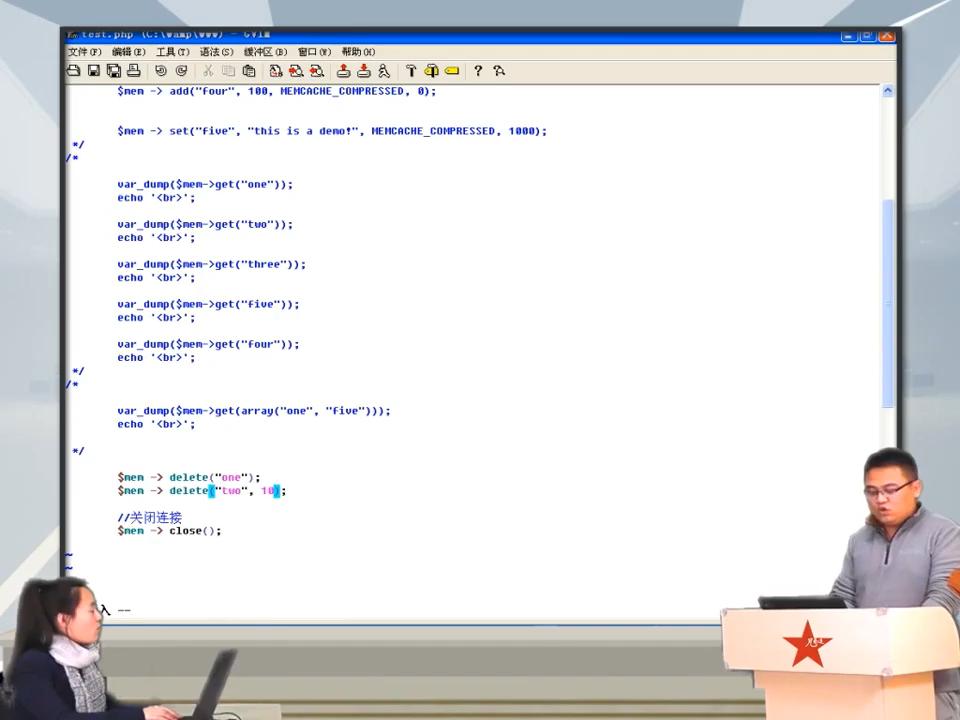 test.php (C:\wamp\www) - GVIM
文件(F) 编辑(E) 工具(T) 语法(S) 缓冲区(B) 窗口(W) 帮助(H)
$mem -> add("four", 100, MEMCACHE_COMPRESSED, 0);
$mem -> set("five", "this is a demo!", MEMCACHE_COMPRESSED, 1000);
*/
/*
var_dump($mem->get("one"));
echo '<br>';
var_dump($mem->get("two"));
echo '<br>';
var_dump($mem->get("three"));
echo '<br>';
var_dump($mem->get("five"));
echo '<br>';
var_dump($mem->get("four"));
echo '<br>';
*/
/*
var_dump($mem->get(array("one", "five")));
echo '<br>';
*/
$mem -> delete("one");
$mem -> delete("two", 10);
//关闭连接
$mem -> close();
~
~
入 --